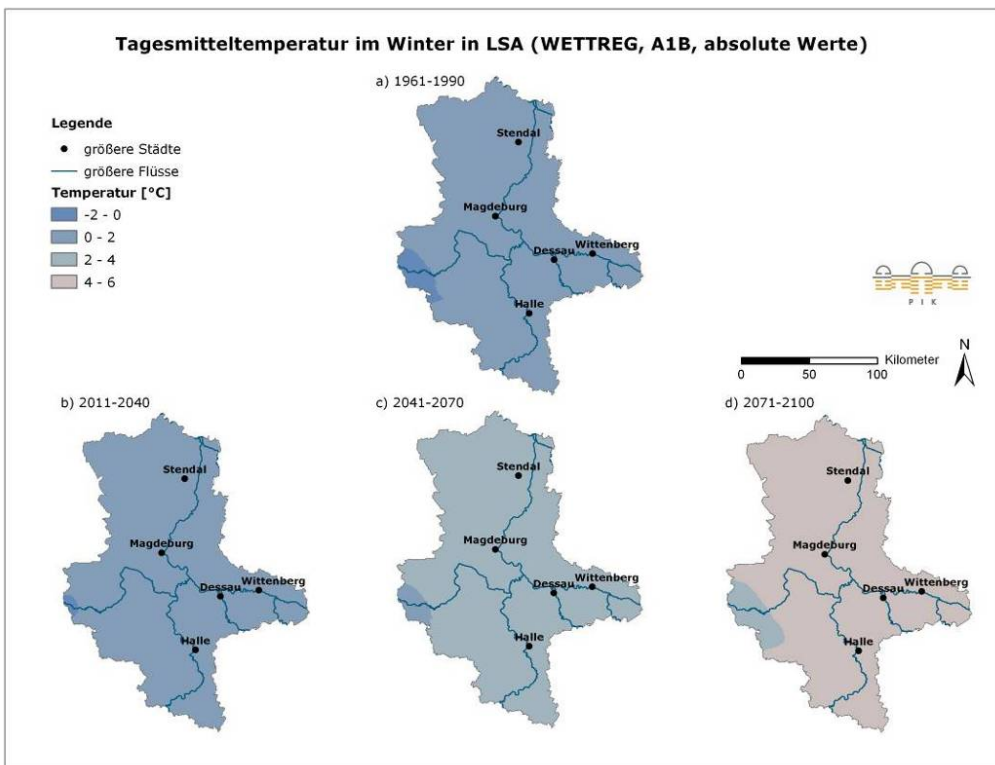 Tagesmitteltemperatur im Winter in LSA (WETTREG, A1B, absolute Werte)
a) 1961-1990
Legende
größere Städte
größere Flüsse
Temperatur [°C]
-2 - 0
0 - 2
2 - 4
4 - 6
Stendal
Magdeburg
Dessau
Wittenberg
Halle
P I K
Kilometer
0 50 100
N
b) 2011-2040
Stendal
Magdeburg
Dessau
Wittenberg
Halle
c) 2041-2070
Stendal
Magdeburg
Dessau
Wittenberg
Halle
d) 2071-2100
Stendal
Magdeburg
Dessau
Wittenberg
Halle